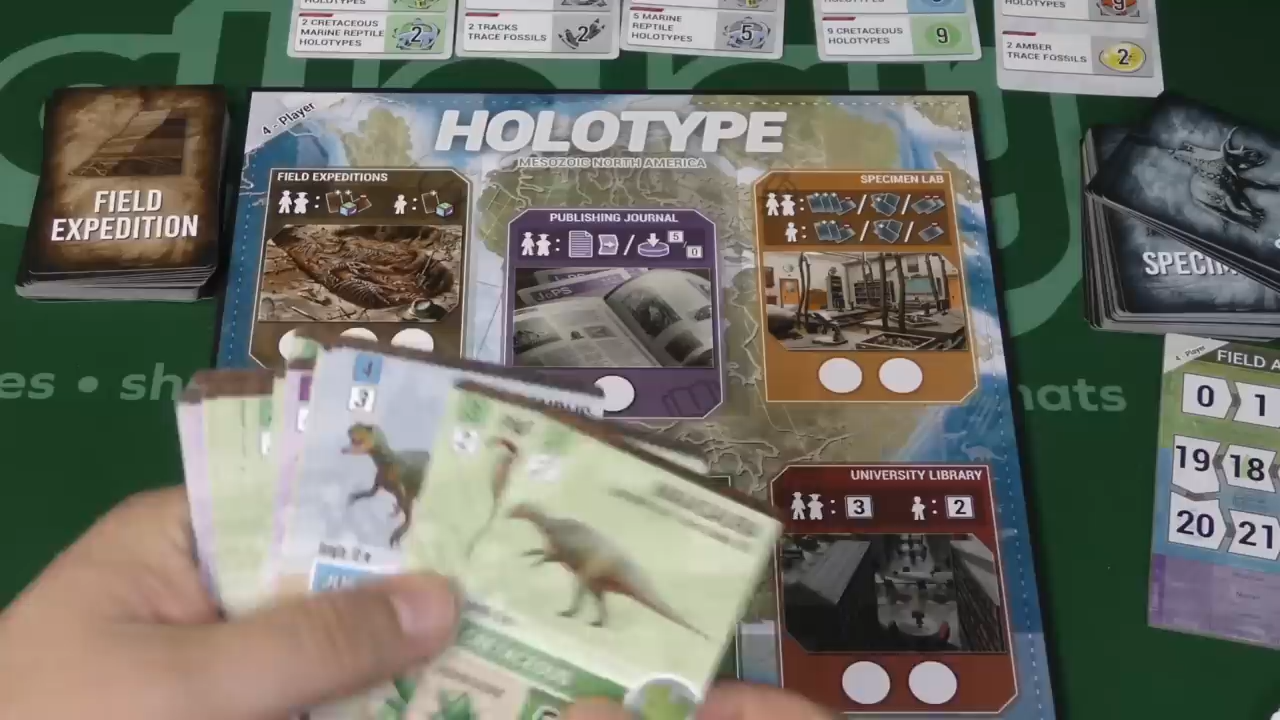 2 CRETACEOUS
MARINE REPTILE
HOLOTYPES
2
2 TRACKS
TRACE FOSSILS
2
5 MARINE
REPTILE
HOLOTYPES
5
9 CRETACEOUS
HOLOTYPES
9
HOLOTYPES
9
2 AMBER
TRACE FOSSILS
2
FIELD
EXPEDITION
4 - Player
HOLOTYPE
MESOZOIC NORTH AMERICA
FIELD EXPEDITIONS
PUBLISHING JOURNAL
5
0
SPECIMEN LAB
UNIVERSITY LIBRARY
3
2
SPECIM
4 - Player
FIELD A
0 1
19 18
20 21
4
3
es • sh
mats